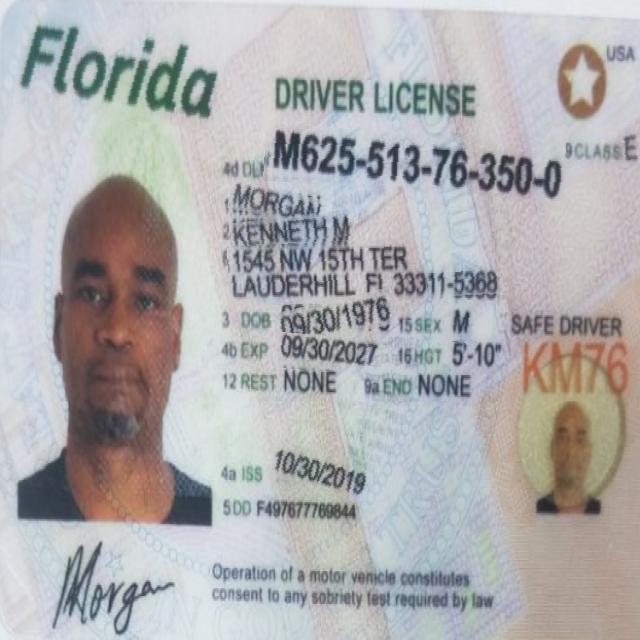 Florida
DRIVER LICENSE
USA
9 CLASS E
4d DLN M625-513-76-350-0
1 MORGAN
2 KENNETH M
1545 NW 15TH TER
LAUDERHILL Fl 33311-5368
3 DOB 09/30/1976 15 SEX M
SAFE DRIVER
4b EXP 09/30/2027 16 HGT 5'-10"
KM76
12 REST NONE 9a END NONE
4a ISS 10/30/2019
5 DD F497677769844
KMorgan
Operation of a motor vehicle constitutes
consent to any sobriety test required by law